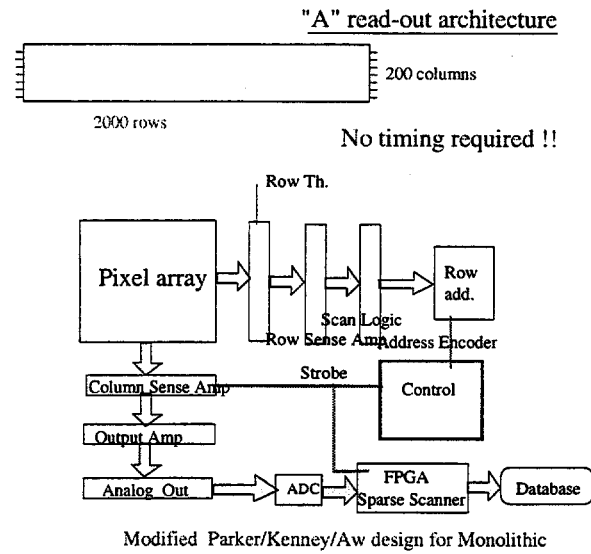 "A" read-out architecture
200 columns
2000 rows
No timing required !!
Row Th.
Pixel array
Row
add.
Scan Logic
Row Sense Amp
Address Encoder
Strobe
Column Sense Amp
Control
Output Amp
FPGA
Sparse Scanner
Analog Out
ADC
Database
Modified Parker/Kenney/Aw design for Monolithic